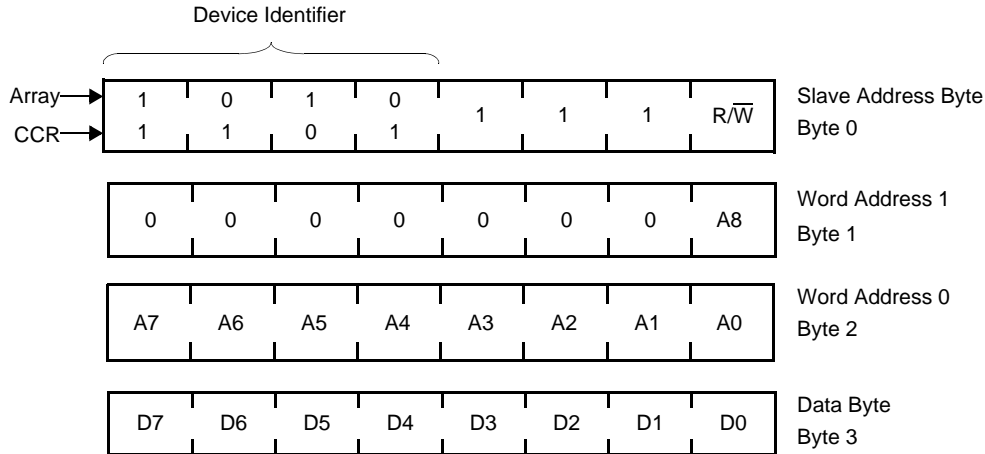 Device Identifier
Array 1 0 1 0 1 1 1 R/W̅ Slave Address Byte
CCR 1 1 0 1 Byte 0
0 0 0 0 0 0 0 A8 Word Address 1
Byte 1
A7 A6 A5 A4 A3 A2 A1 A0 Word Address 0
Byte 2
D7 D6 D5 D4 D3 D2 D1 D0 Data Byte
Byte 3